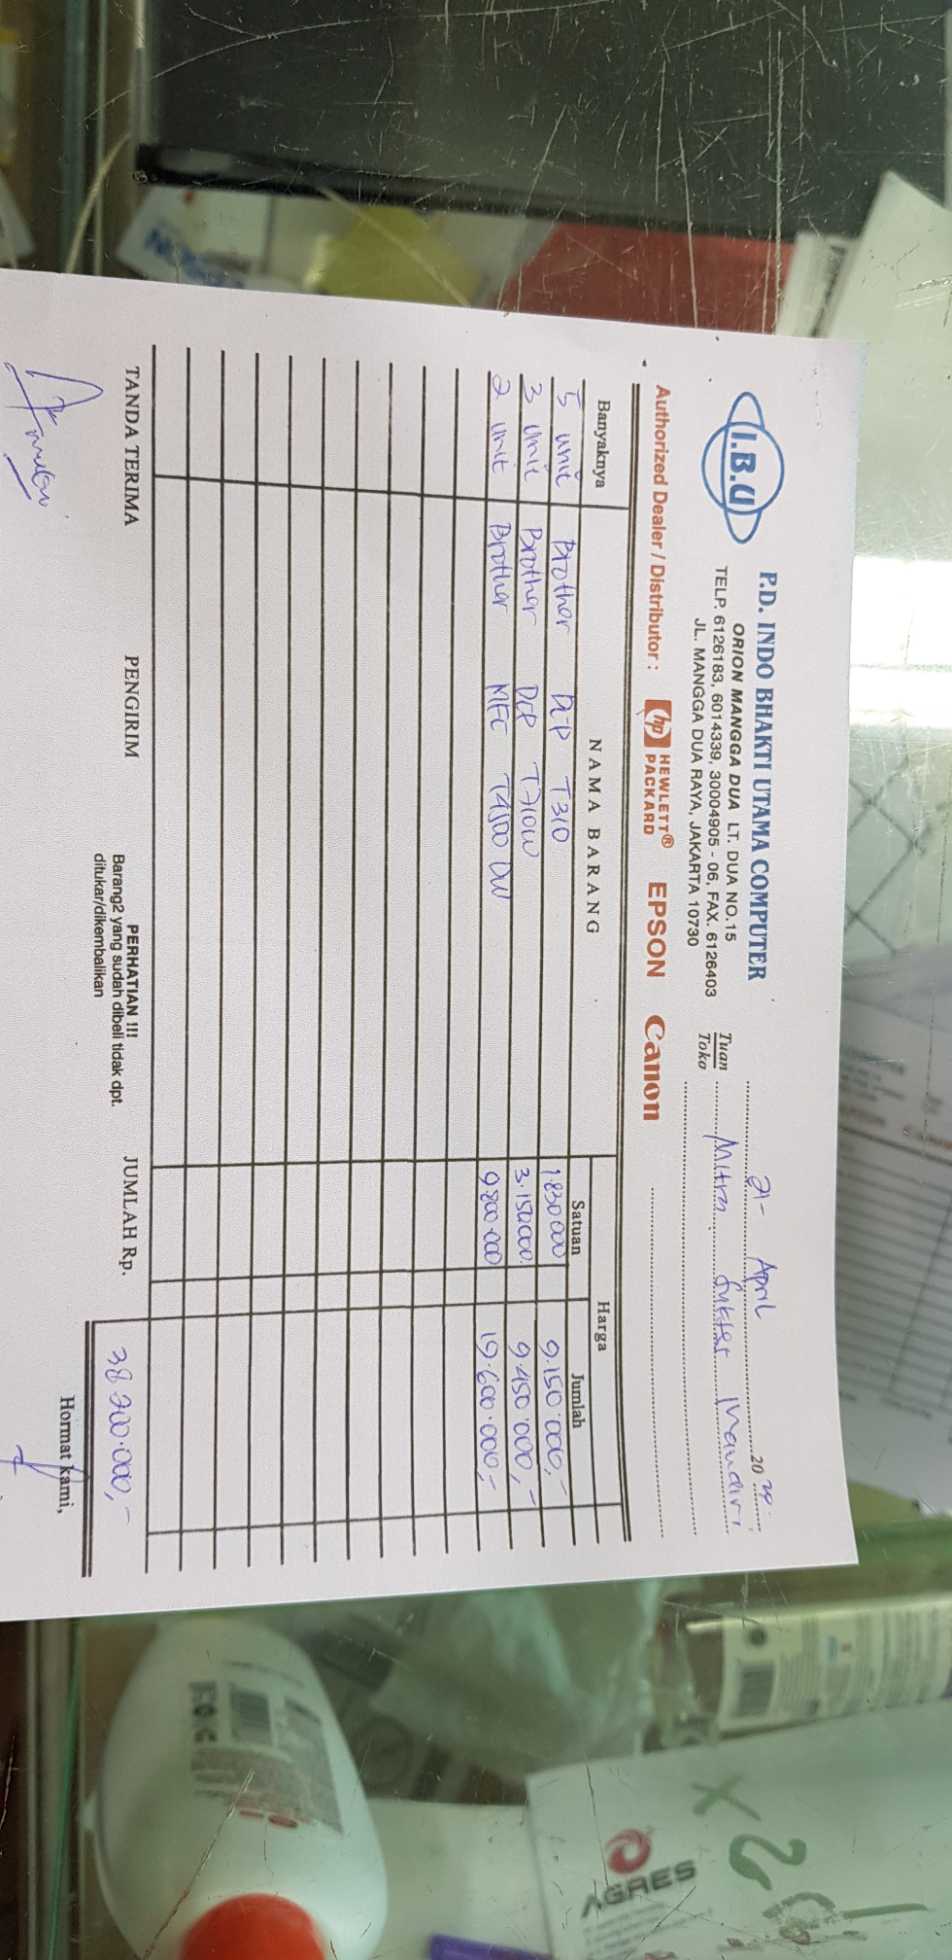 I.B.U
P.D. INDO BHAKTI UTAMA COMPUTER
ORION MANGGA DUA LT. DUA NO.15
TELP. 6126183, 6014339, 30004905 - 06, FAX. 6126403
JL. MANGGA DUA RAYA, JAKARTA 10730
21 - April 2020
Tuan
Toko
Mitra Sukses Mandiri
Authorized Dealer / Distributor : hp HEWLETT® PACKARD EPSON Canon
Banyaknya NAMA BARANG Harga
Satuan Jumlah
5 unit Brother DCP T310 1.830.000 9.150.000,-
3 unit Brother DCP T710W 3.150.000 9.450.000,-
2 unit Brother MFC T4500 DW 9.800.000 19.600.000,-
TANDA TERIMA PENGIRIM
PERHATIAN !!!
Barang2 yang sudah dibeli tidak dpt.
ditukar/dikembalikan
JUMLAH Rp. 38.200.000,-
Hormat kami,
AGRES